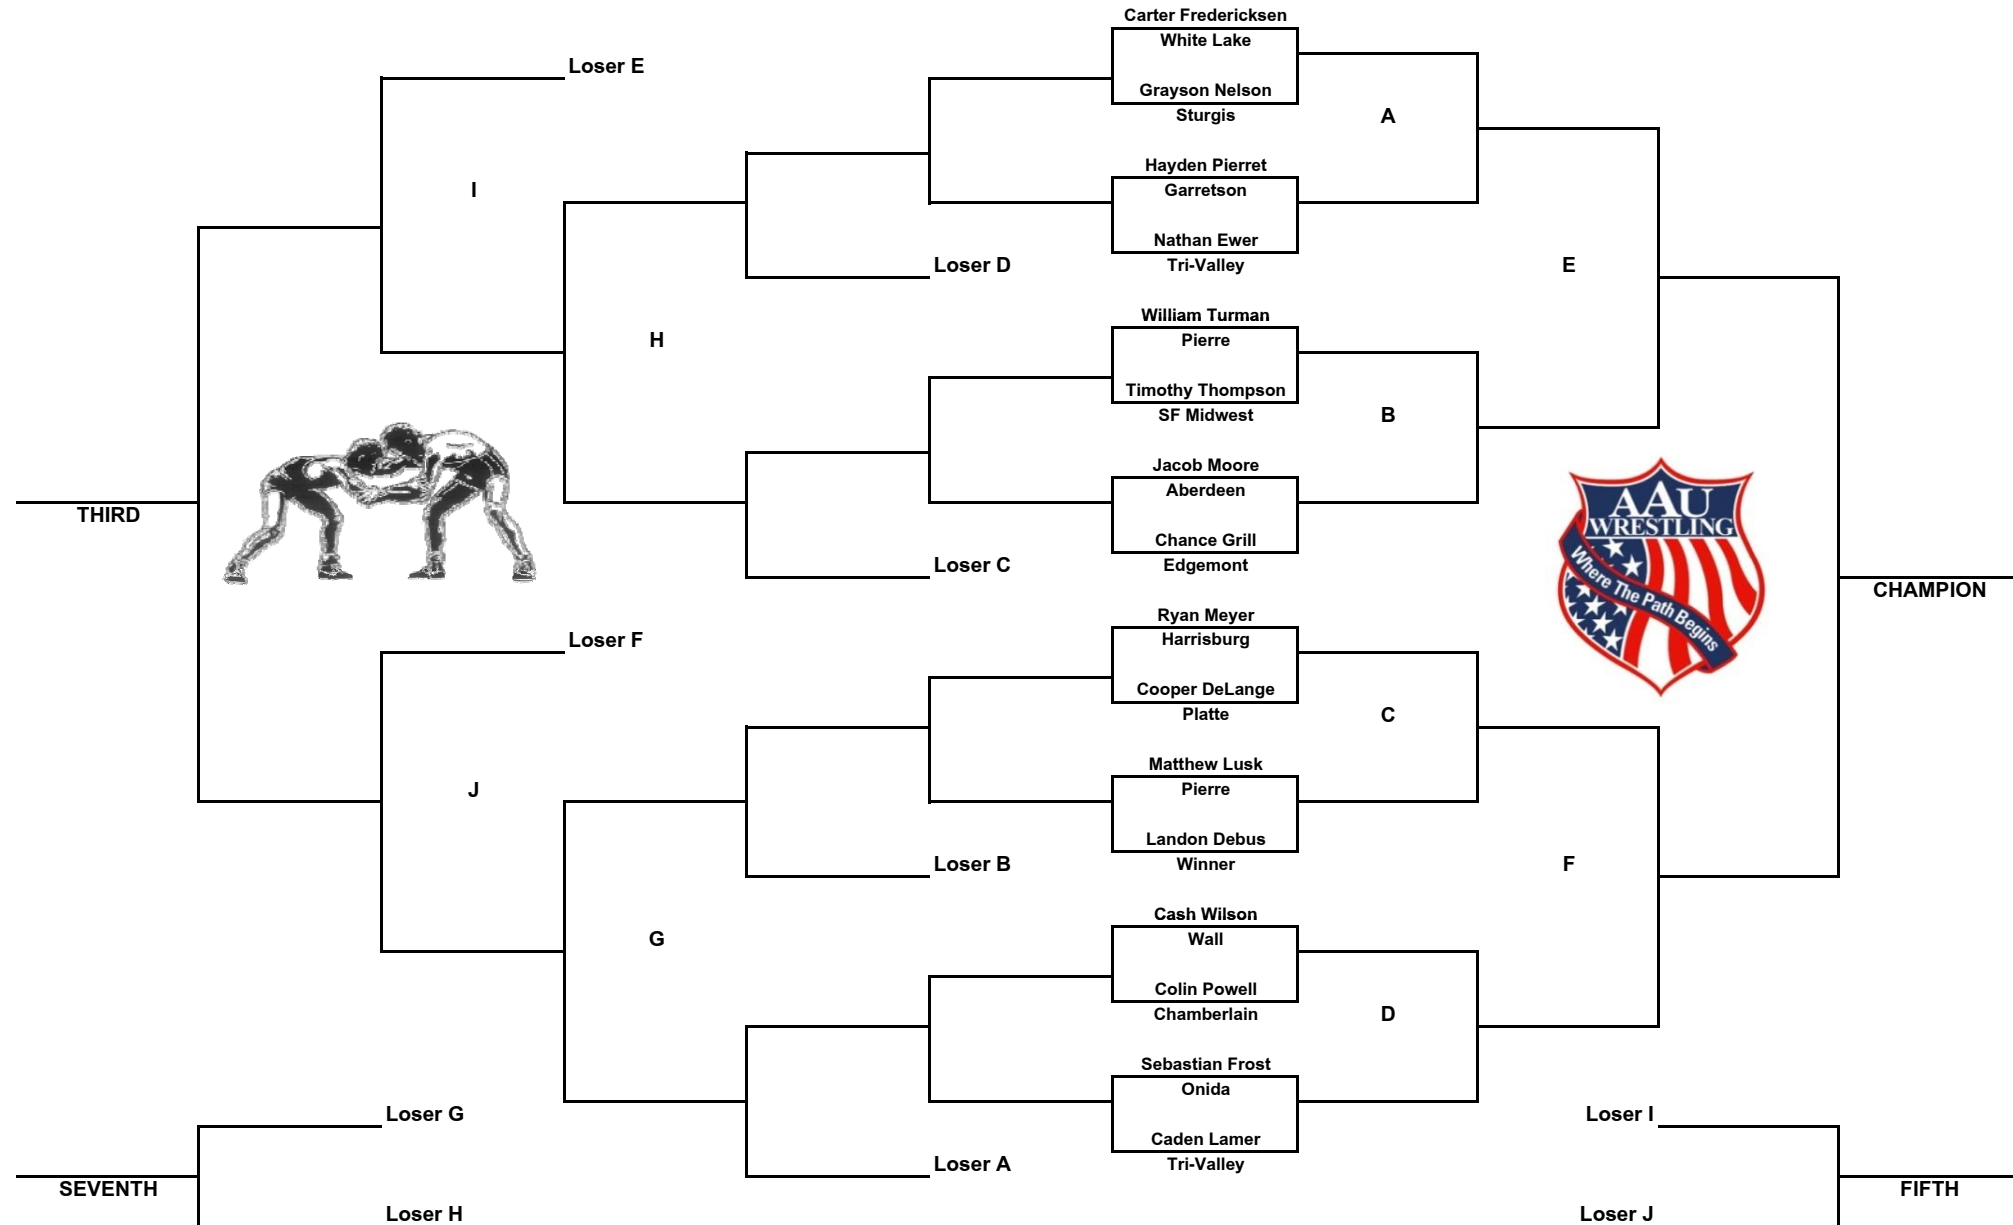 Carter Fredericksen
White Lake
Loser E
Grayson Nelson
Sturgis
A
Hayden Pierret
Garretson
I
Nathan Ewer
Tri-Valley
Loser D
E
William Turman
Pierre
H
Timothy Thompson
SF Midwest
B
Jacob Moore
Aberdeen
Chance Grill
Edgemont
Loser C
THIRD
AAU
WRESTLING
Where The Path Begins
CHAMPION
Ryan Meyer
Harrisburg
Loser F
Cooper DeLange
Platte
C
Matthew Lusk
Pierre
J
Landon Debus
Winner
Loser B
F
Cash Wilson
Wall
G
Colin Powell
Chamberlain
D
Sebastian Frost
Onida
Loser G
Loser I
Caden Lamer
Tri-Valley
Loser A
SEVENTH
FIFTH
Loser H
Loser J